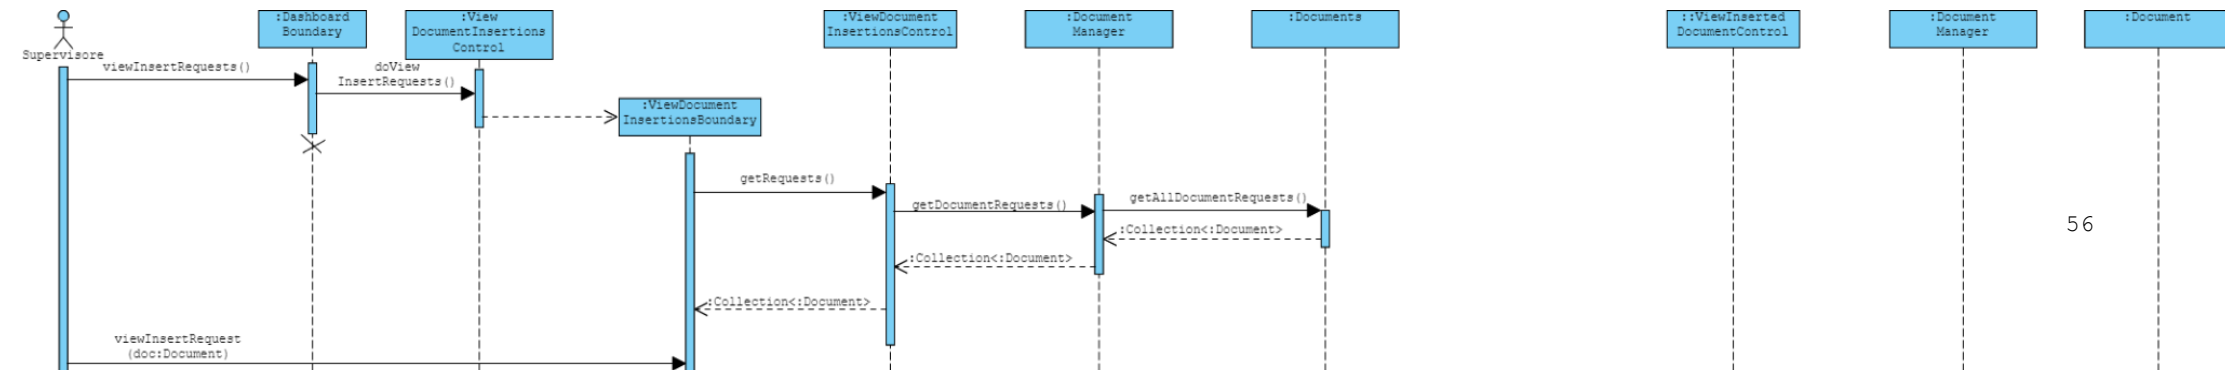 :Dashboard
Boundary
:View
DocumentInsertions
Control
:ViewDocument
InsertionsControl
:Document
Manager
:Documents
::ViewInserted
DocumentControl
:Document
Manager
:Document
Supervisore
viewInsertRequests()
doView
InsertRequests()
:ViewDocument
InsertionsBoundary
getRequests()
getDocumentRequests()
getAllDocumentRequests()
:Collection<:Document>
:Collection<:Document>
:Collection<:Document>
56
viewInsertRequest
(doc:Document)